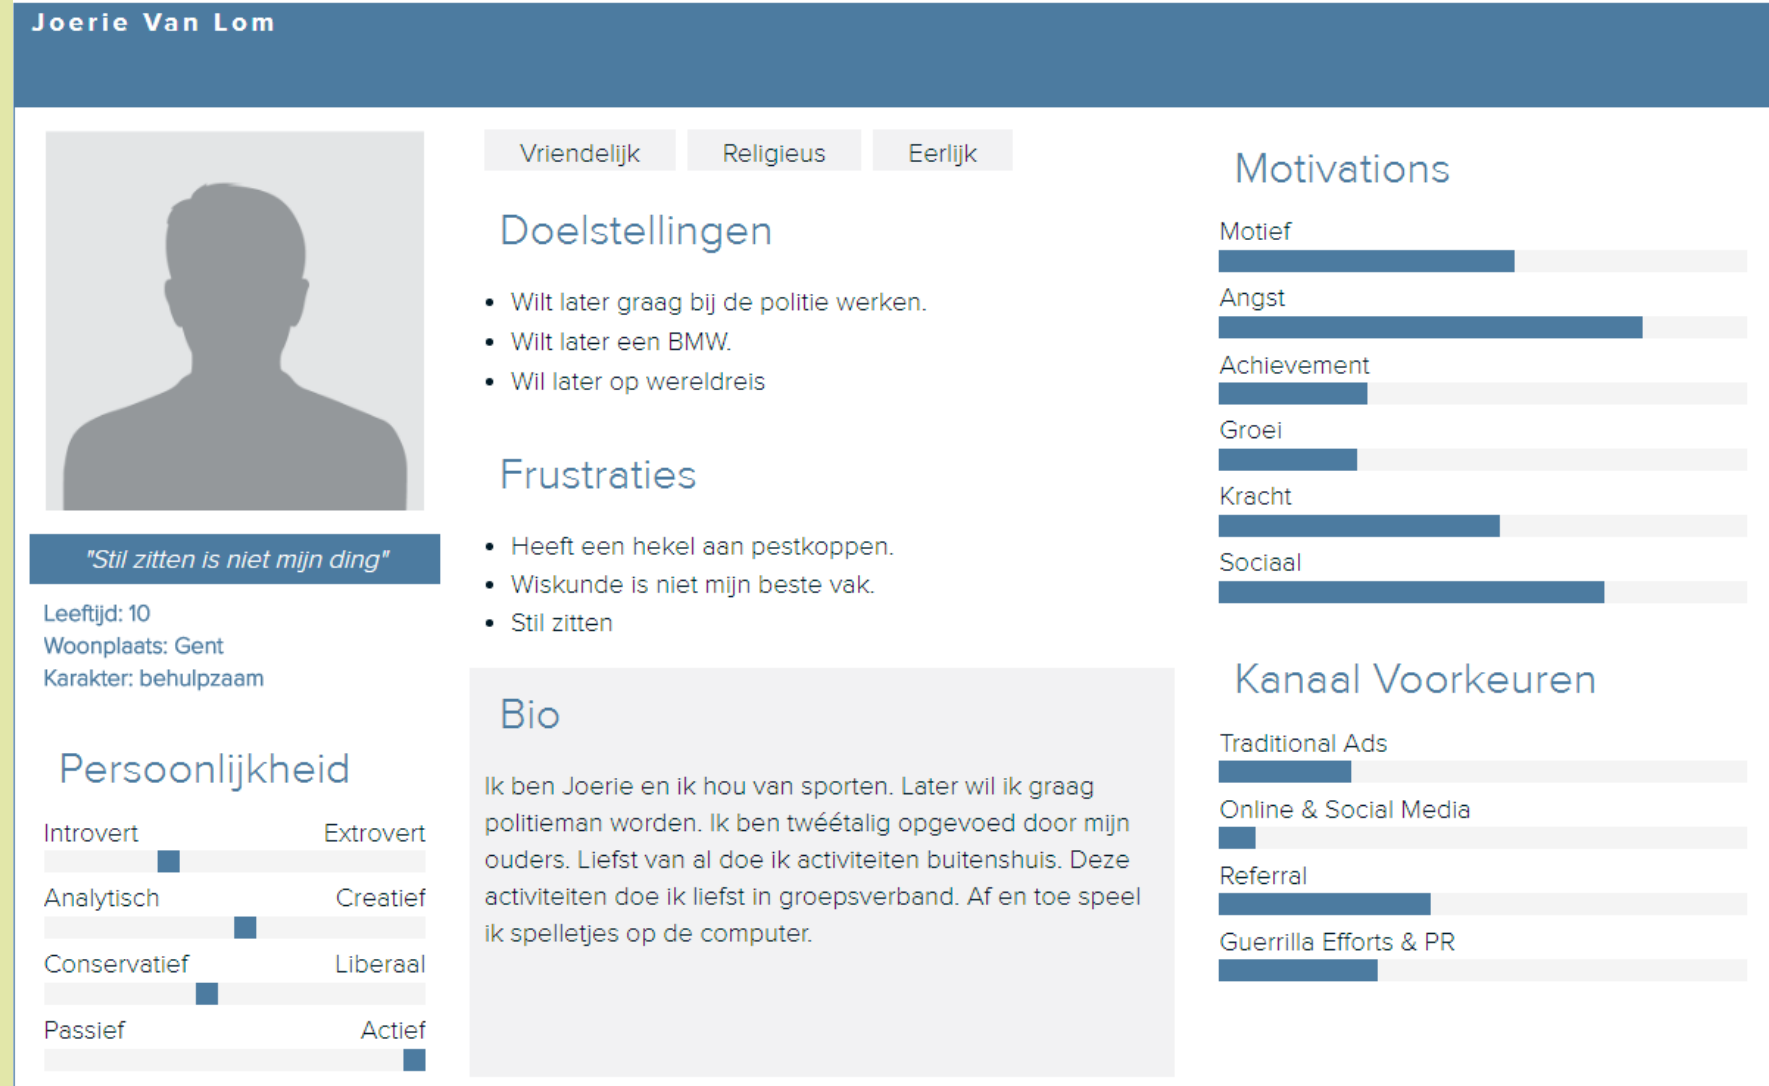 Joerie Van Lom
"Stil zitten is niet mijn ding"
Leeftijd: 10
Woonplaats: Gent
Karakter: behulpzaam
Persoonlijkheid
Introvert Extrovert
Analytisch Creatief
Conservatief Liberaal
Passief Actief
Vriendelijk Religieus Eerlijk
Doelstellingen
• Wilt later graag bij de politie werken.
• Wilt later een BMW.
• Wil later op wereldreis
Frustraties
• Heeft een hekel aan pestkoppen.
• Wiskunde is niet mijn beste vak.
• Stil zitten
Bio
Ik ben Joerie en ik hou van sporten. Later wil ik graag
politieman worden. Ik ben twéétalig opgevoed door mijn
ouders. Liefst van al doe ik activiteiten buitenshuis. Deze
activiteiten doe ik liefst in groepsverband. Af en toe speel
ik spelletjes op de computer.
Motivations
Motief
Angst
Achievement
Groei
Kracht
Sociaal
Kanaal Voorkeuren
Traditional Ads
Online & Social Media
Referral
Guerrilla Efforts & PR